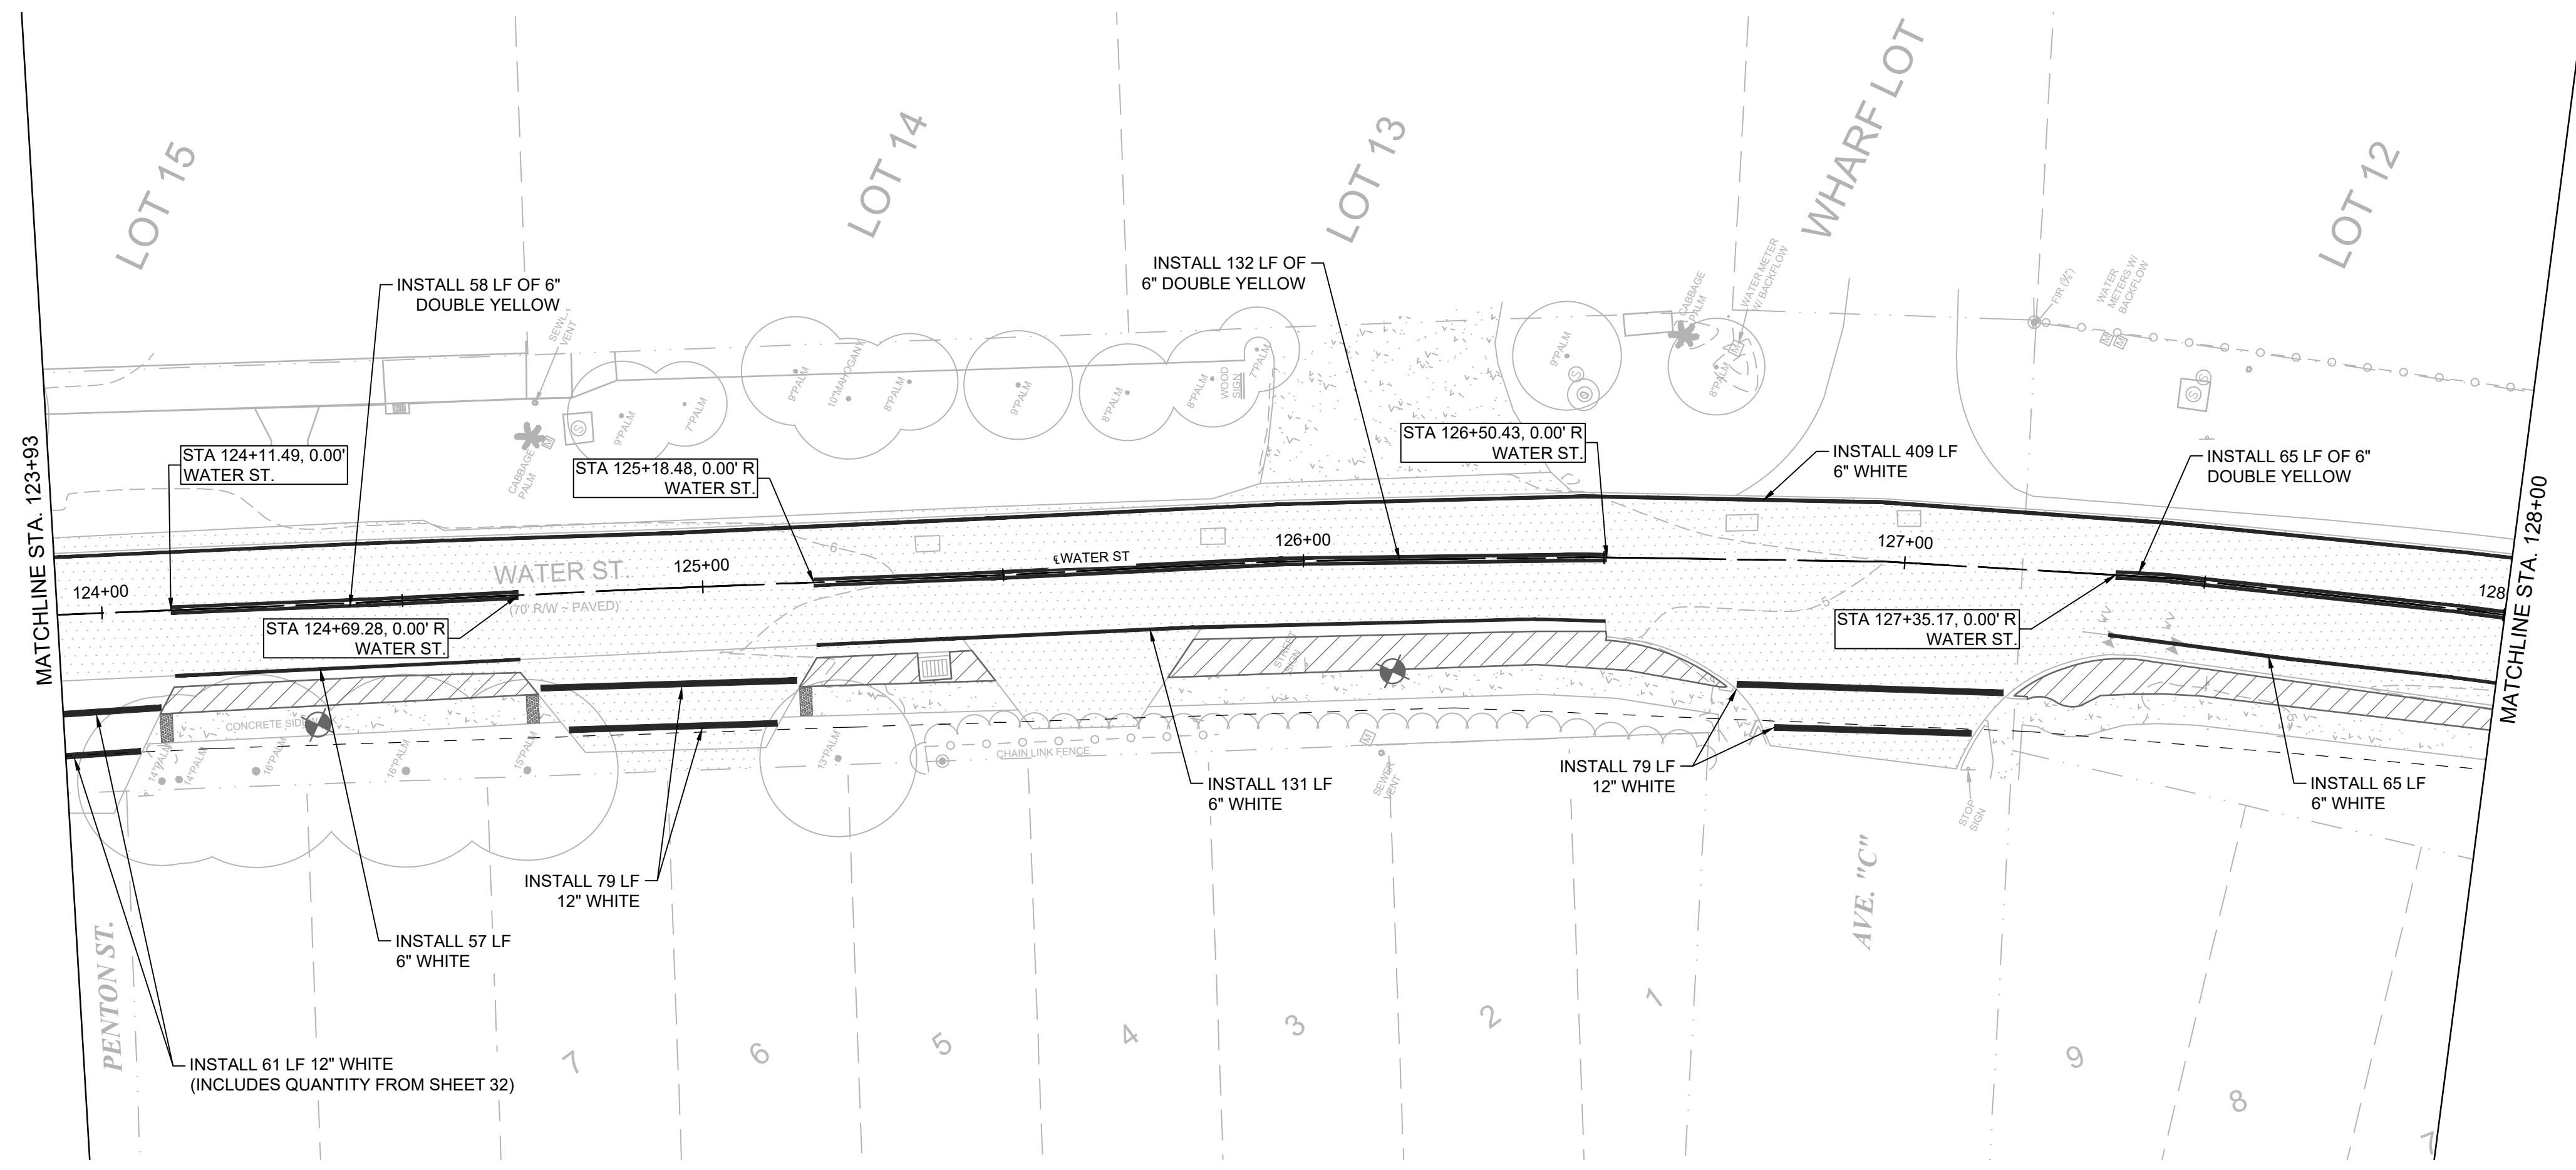 LOT 15
LOT 14
LOT 13
WHARF LOT
LOT 12
INSTALL 58 LF OF 6"
DOUBLE YELLOW
INSTALL 132 LF OF
6" DOUBLE YELLOW
SEWER
VENT
CABBAGE
PALM
WATER METER
W/ BACKFLOW
FIR (⅝")
WATER
METERS W/
BACKFLOW
9"PALM
7"PALM
9"PALM
10"MAHOGANY
8"PALM
9"PALM
8"PALM
8"PALM
WOOD
SIGN
7"PALM
9"PALM
8"PALM
M
M
M
M
S
S
S
S
D
CABBAGE
PALM
MATCHLINE STA. 123+93
STA 124+11.49, 0.00'
WATER ST.
STA 125+18.48, 0.00' R
WATER ST.
STA 126+50.43, 0.00' R
WATER ST.
INSTALL 409 LF
6" WHITE
INSTALL 65 LF OF 6"
DOUBLE YELLOW
MATCHLINE STA. 128+00
124+00
125+00
126+00
127+00
128
6
5
WATER ST.
(70' R/W ~ PAVED)
℄WATER ST
STA 124+69.28, 0.00' R
WATER ST.
STA 127+35.17, 0.00' R
WATER ST.
WV
WV
STREET
SIGN
CONCRETE
14"PALM
14"PALM
16"PALM
16"PALM
15"PALM
13"PALM
CHAIN LINK FENCE
M
SEWER
VENT
STOP
SIGN
INSTALL 131 LF
6" WHITE
INSTALL 79 LF
12" WHITE
INSTALL 65 LF
6" WHITE
INSTALL 79 LF
12" WHITE
INSTALL 57 LF
6" WHITE
PENTON ST.
AVE. "C"
INSTALL 61 LF 12" WHITE
(INCLUDES QUANTITY FROM SHEET 32)
7
6
5
4
3
2
1
9
8
7